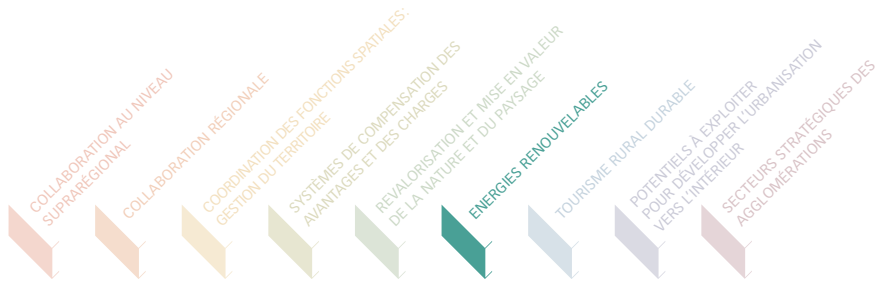 COLLABORATION AU NIVEAU
SUPRARÉGIONAL
COLLABORATION RÉGIONALE
COORDINATION DES FONCTIONS SPATIALES:
GESTION DU TERRITOIRE
SYSTÈMES DE COMPENSATION DES
AVANTAGES ET DES CHARGES
REVALORISATION ET MISE EN VALEUR
DE LA NATURE ET DU PAYSAGE
ENERGIES RENOUVELABLES
TOURISME RURAL DURABLE
POTENTIELS À EXPLOITER
POUR DÉVELOPPER L'URBANISATION
VERS L'INTÉRIEUR
SECTEURS STRATÉGIQUES DES
AGGLOMÉRATIONS